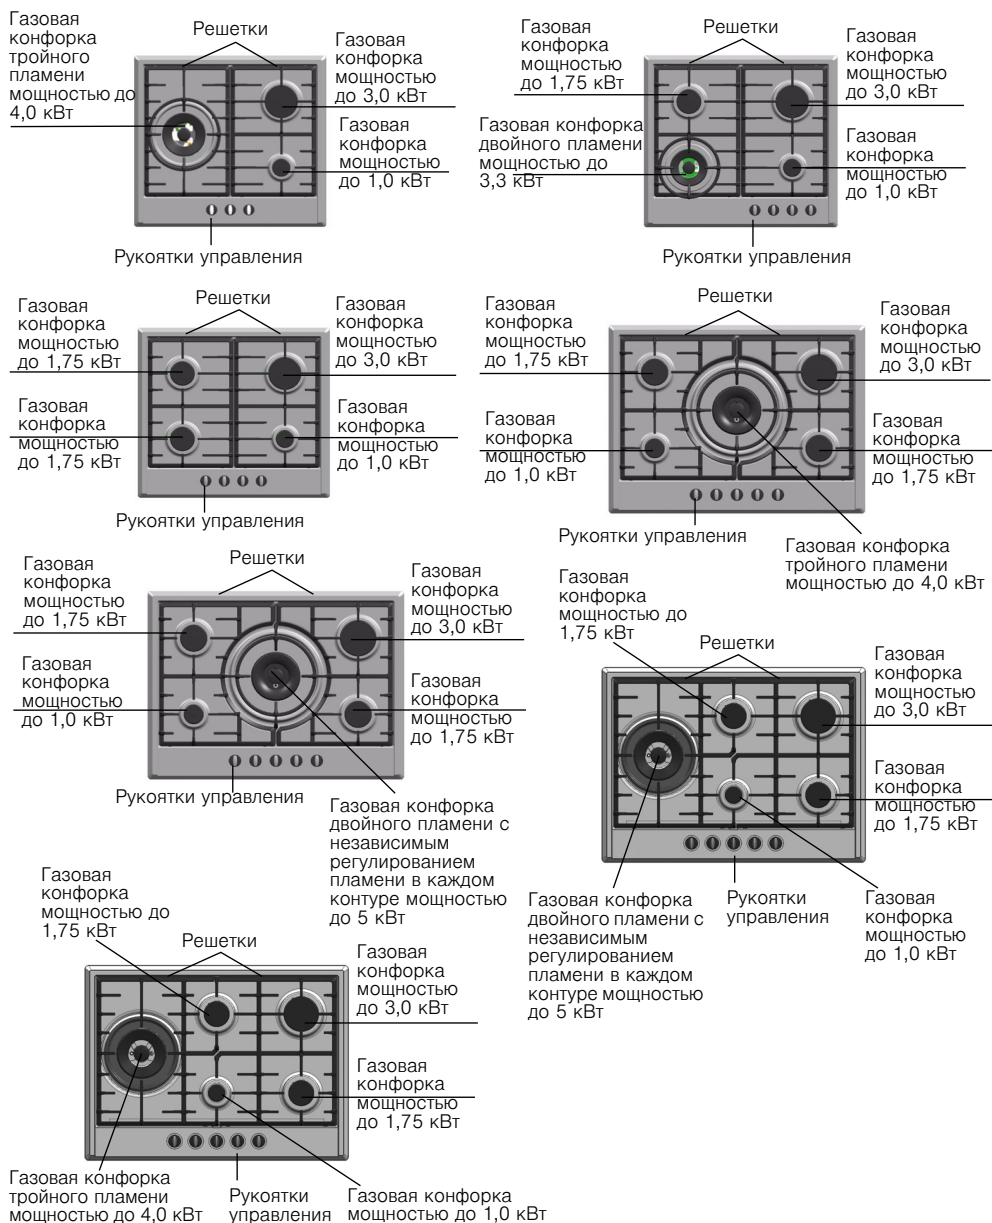 Газовая
конфорка
тройного
пламени
мощностью до
4,0 кВт
Решетки
Газовая
конфорка
мощностью
до 3,0 кВт
Газовая
конфорка
мощностью
до 1,0 кВт
Рукоятки управления
Газовая
конфорка
мощностью
до 1,75 кВт
Решетки
Газовая
конфорка
мощностью
до 3,0 кВт
Газовая конфорка
двойного пламени
мощностью до
3,3 кВт
Газовая
конфорка
мощностью
до 1,0 кВт
Рукоятки управления
Газовая
конфорка
мощностью
до 1,75 кВт
Решетки
Газовая
конфорка
мощностью
до 3,0 кВт
Газовая
конфорка
мощностью
до 1,75 кВт
Газовая
конфорка
мощностью
до 1,0 кВт
Рукоятки управления
Газовая
конфорка
мощностью
до 1,75 кВт
Решетки
Газовая
конфорка
мощностью
до 3,0 кВт
Газовая
конфорка
мощностью
до 1,0 кВт
Газовая
конфорка
мощностью
до 1,75 кВт
Рукоятки управления
Газовая конфорка
тройного пламени
мощностью до 4,0 кВт
Газовая
конфорка
мощностью
до 1,75 кВт
Решетки
Газовая
конфорка
мощностью
до 3,0 кВт
Газовая
конфорка
мощностью
до 1,0 кВт
Газовая
конфорка
мощностью
до 1,75 кВт
Рукоятки управления
Газовая конфорка
двойного пламени с
независимым
регулированием
пламени в каждом
контуре мощностью
до 5 кВт
Газовая
конфорка
мощностью до
1,75 кВт
Решетки
Газовая
конфорка
мощностью
до 3,0 кВт
Газовая
конфорка
мощностью
до 1,75 кВт
Газовая конфорка
двойного пламени с
независимым
регулированием
пламени в каждом
контуре мощностью
до 5 кВт
Рукоятки
управления
Газовая
конфорка
мощностью
до 1,0 кВт
Газовая
конфорка
мощностью до
1,75 кВт
Решетки
Газовая
конфорка
мощностью
до 3,0 кВт
Газовая
конфорка
мощностью
до 1,75 кВт
Газовая конфорка
тройного пламени
мощностью до 4,0 кВт
Рукоятки
управления
Газовая конфорка
мощностью до 1,0 кВт